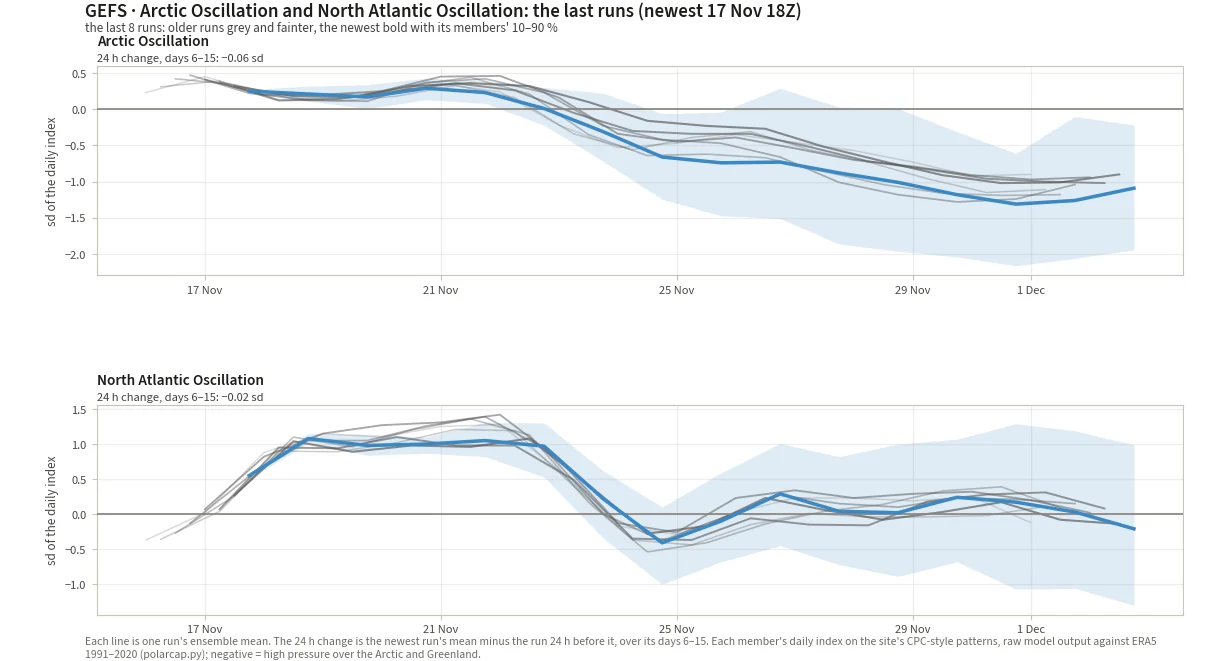 GEFS · Arctic Oscillation and North Atlantic Oscillation: the last runs (newest 17 Nov 18Z)
the last 8 runs: older runs grey and fainter, the newest bold with its members' 10–90 %
Arctic Oscillation
24 h change, days 6–15: −0.06 sd
sd of the daily index
0.5
0.0
−0.5
−1.0
−1.5
−2.0
17 Nov
21 Nov
25 Nov
29 Nov
1 Dec
North Atlantic Oscillation
24 h change, days 6–15: −0.02 sd
sd of the daily index
1.5
1.0
0.5
0.0
−0.5
−1.0
17 Nov
21 Nov
25 Nov
29 Nov
1 Dec
Each line is one run's ensemble mean. The 24 h change is the newest run's mean minus the run 24 h before it, over its days 6–15. Each member's daily index on the site's CPC-style patterns, raw model output against ERA5
1991–2020 (polarcap.py); negative = high pressure over the Arctic and Greenland.